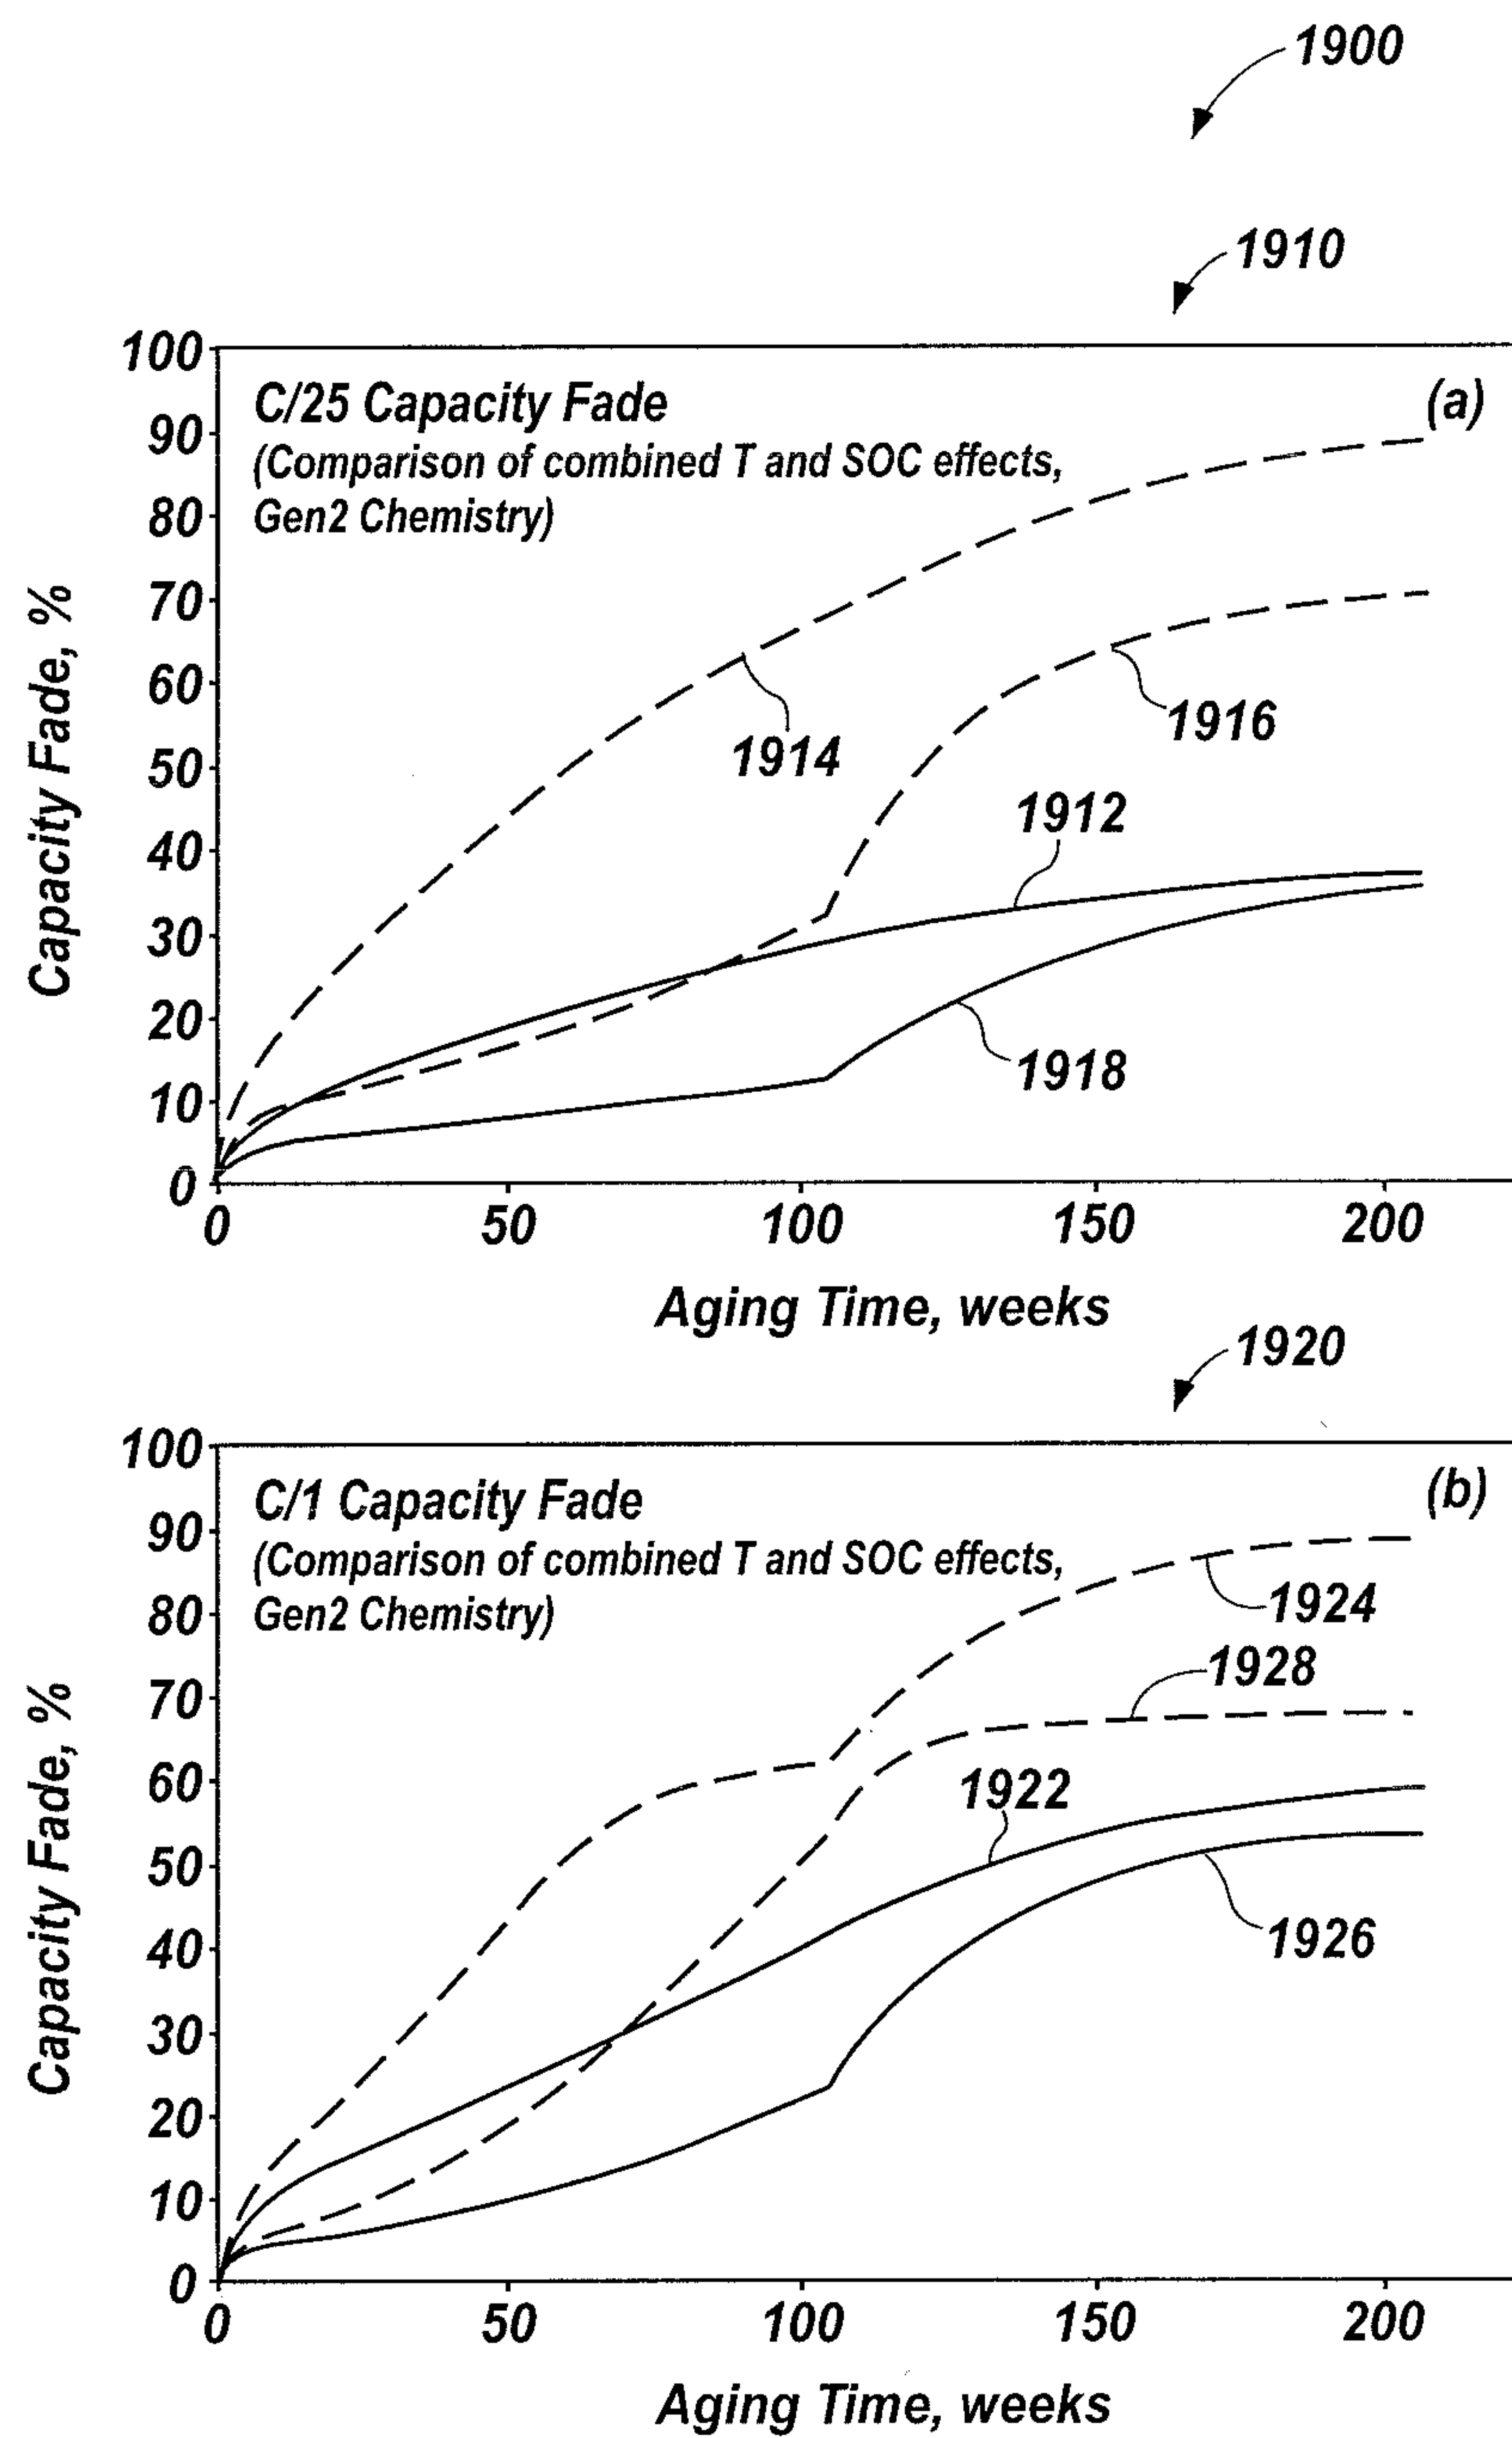 1900
1910
100
90
80
70
60
50
40
30
20
10
0
C/25 Capacity Fade
(Comparison of combined T and SOC effects,
Gen2 Chemistry)
(a)
1914
1916
1912
1918
Capacity Fade, %
0 50 100 150 200
Aging Time, weeks
1920
100
90
80
70
60
50
40
30
20
10
0
C/1 Capacity Fade
(Comparison of combined T and SOC effects,
Gen2 Chemistry)
(b)
1924
1928
1922
1926
Capacity Fade, %
0 50 100 150 200
Aging Time, weeks